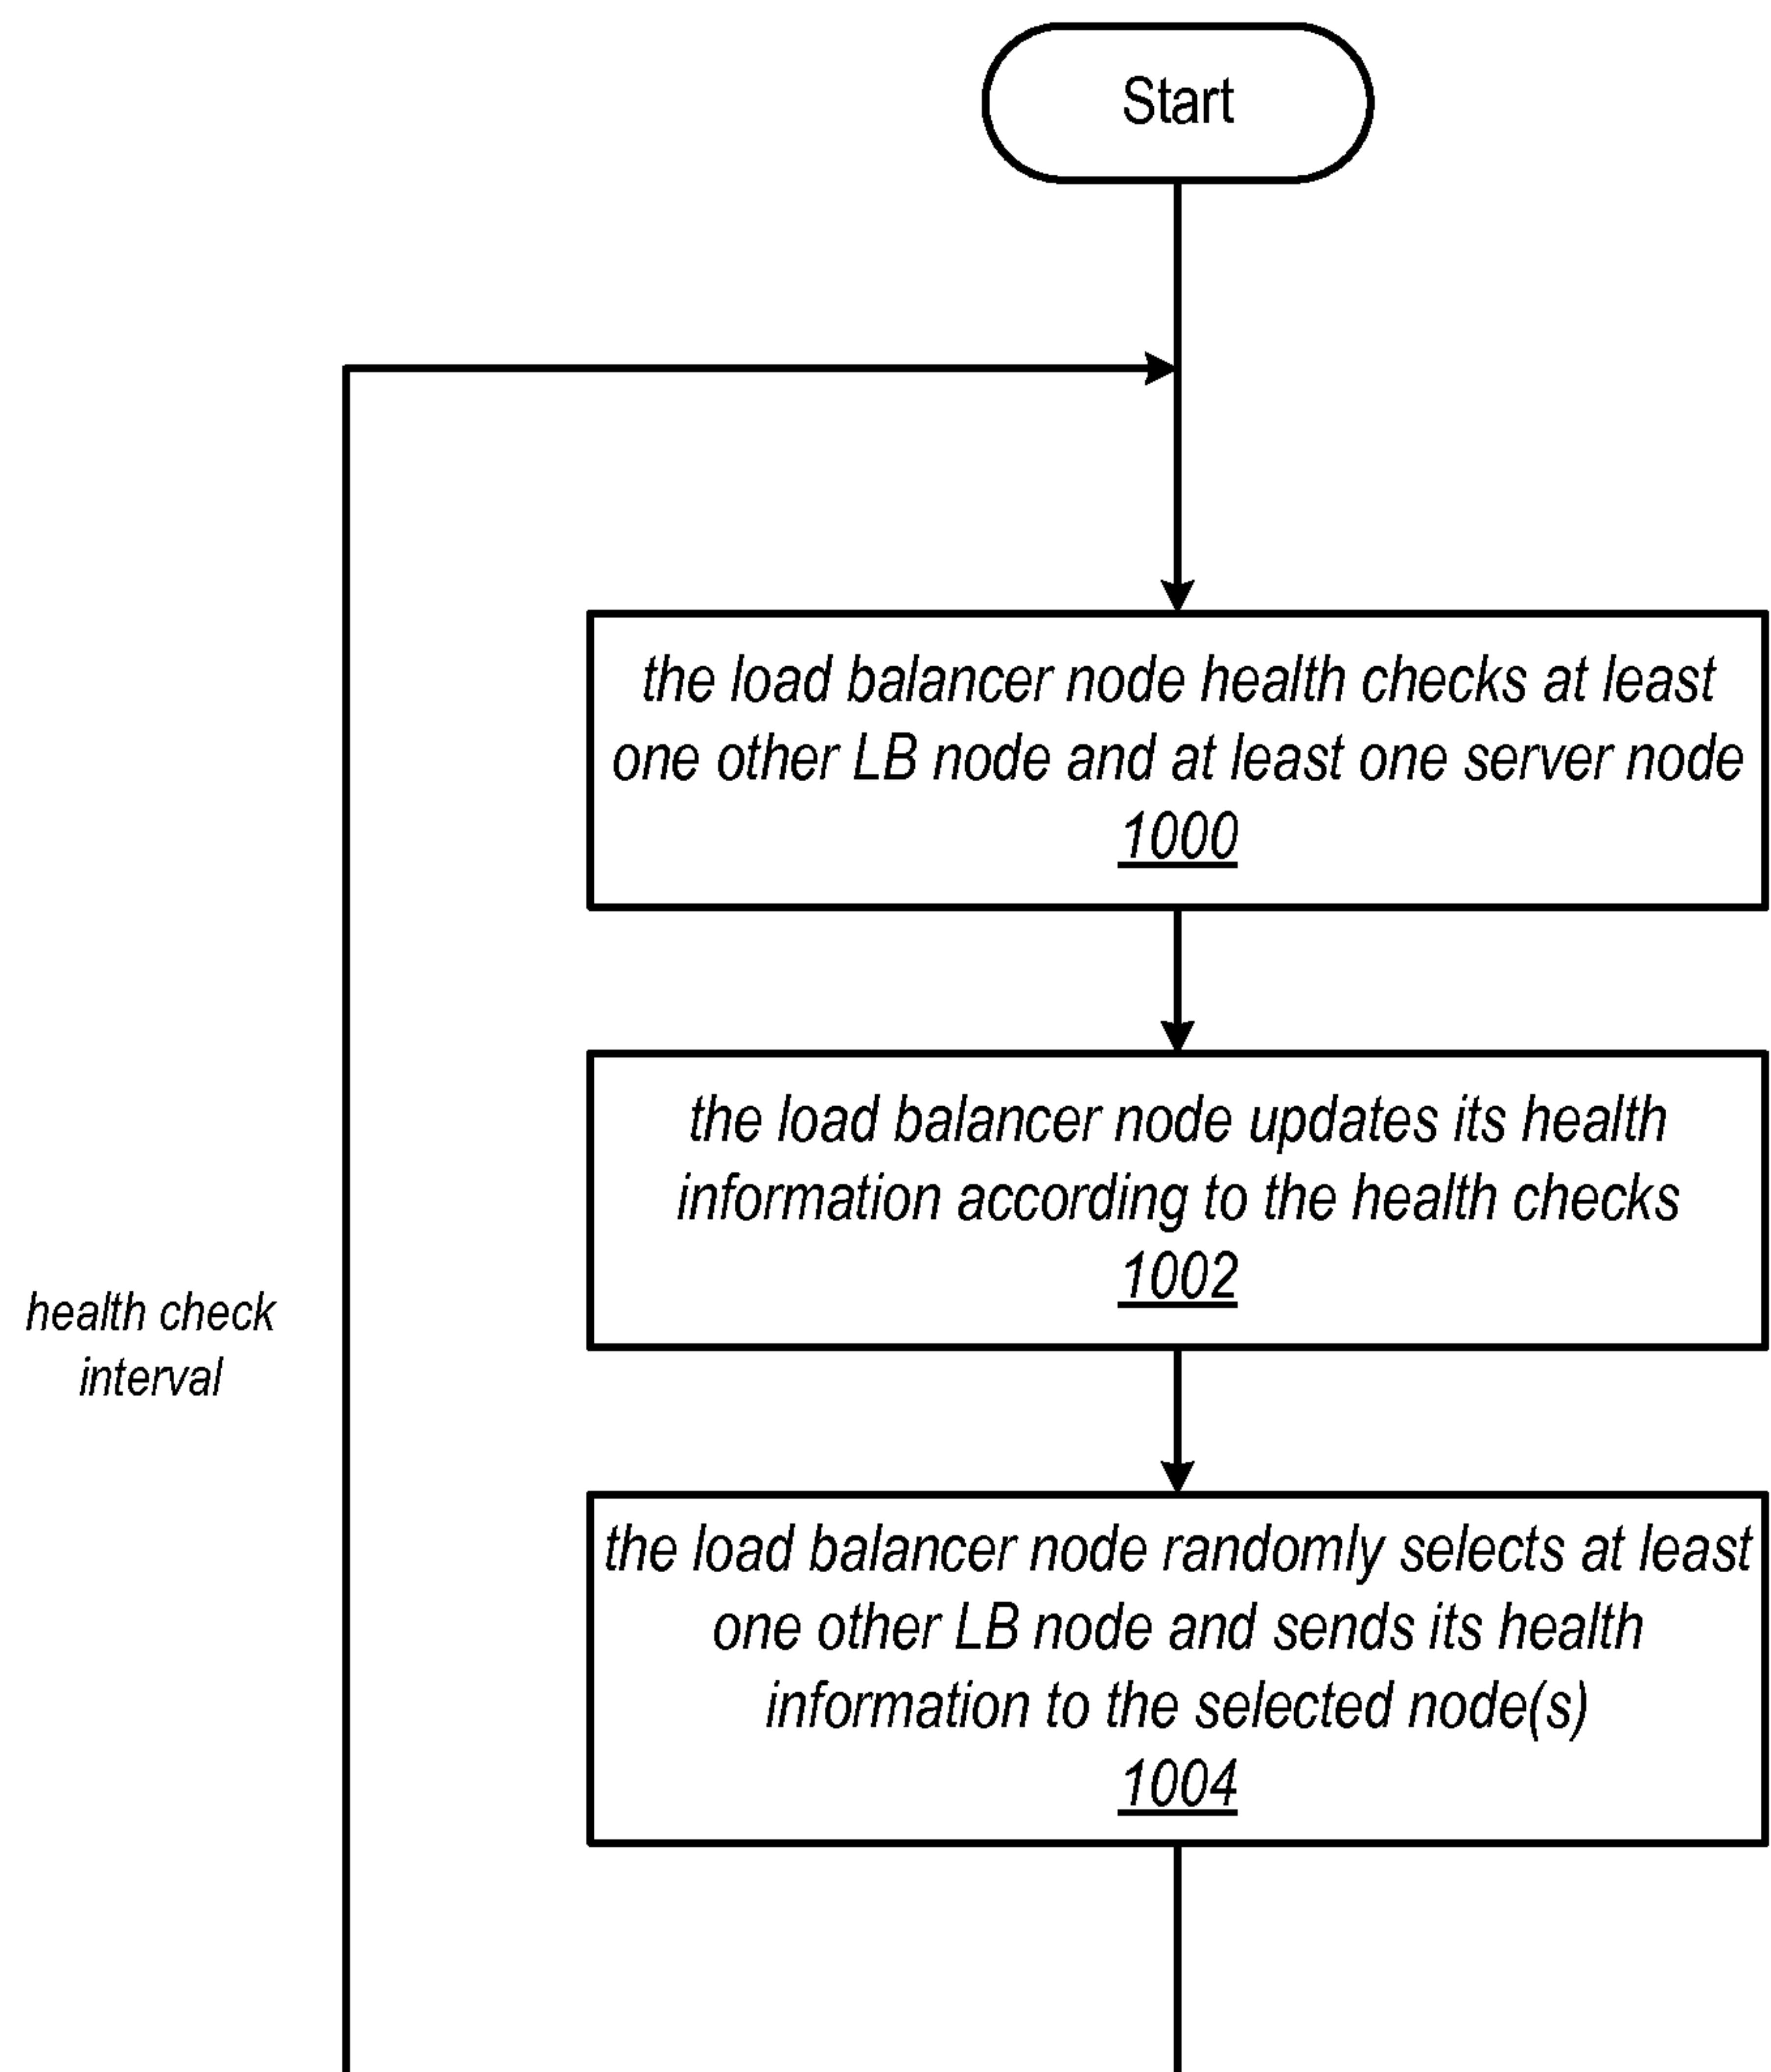 Start
the load balancer node health checks at least
one other LB node and at least one server node
1000
the load balancer node updates its health
information according to the health checks
1002
health check
interval
the load balancer node randomly selects at least
one other LB node and sends its health
information to the selected node(s)
1004